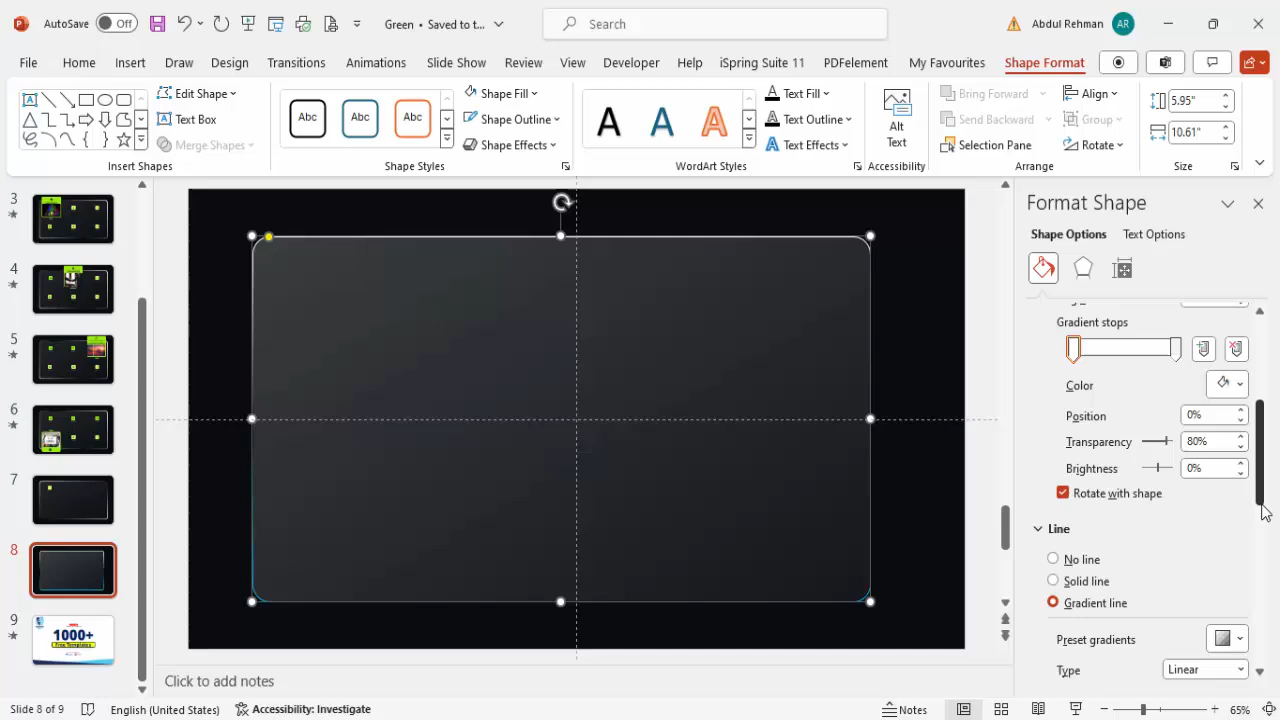 AutoSave Off Green • Saved to t... Search Abdul Rehman AR
File Home Insert Draw Design Transitions Animations Slide Show Review View Developer Help iSpring Suite 11 PDFelement My Favourites Shape Format
Edit Shape
Text Box
Merge Shapes
Insert Shapes
Abc Abc Abc
Shape Fill
Shape Outline
Shape Effects
Shape Styles
A A A
Text Fill
Text Outline
Text Effects
WordArt Styles
Alt
Text
Accessibility
Bring Forward
Send Backward
Selection Pane
Align
Group
Rotate
Arrange
5.95"
10.61"
Size
3
4
5
6
7
8
9
1000+
Format Shape
Shape Options Text Options
Gradient stops
Color
Position 0%
Transparency 80%
Brightness 0%
Rotate with shape
Line
No line
Solid line
Gradient line
Preset gradients
Type Linear
Click to add notes
Slide 8 of 9 English (United States) Accessibility: Investigate Notes 65%